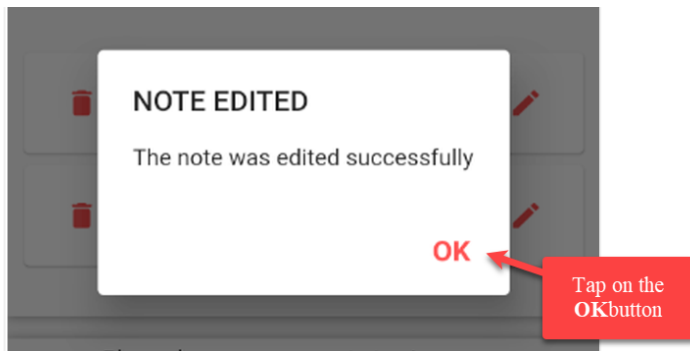 NOTE EDITED
The note was edited successfully
OK
Tap on the
OKbutton